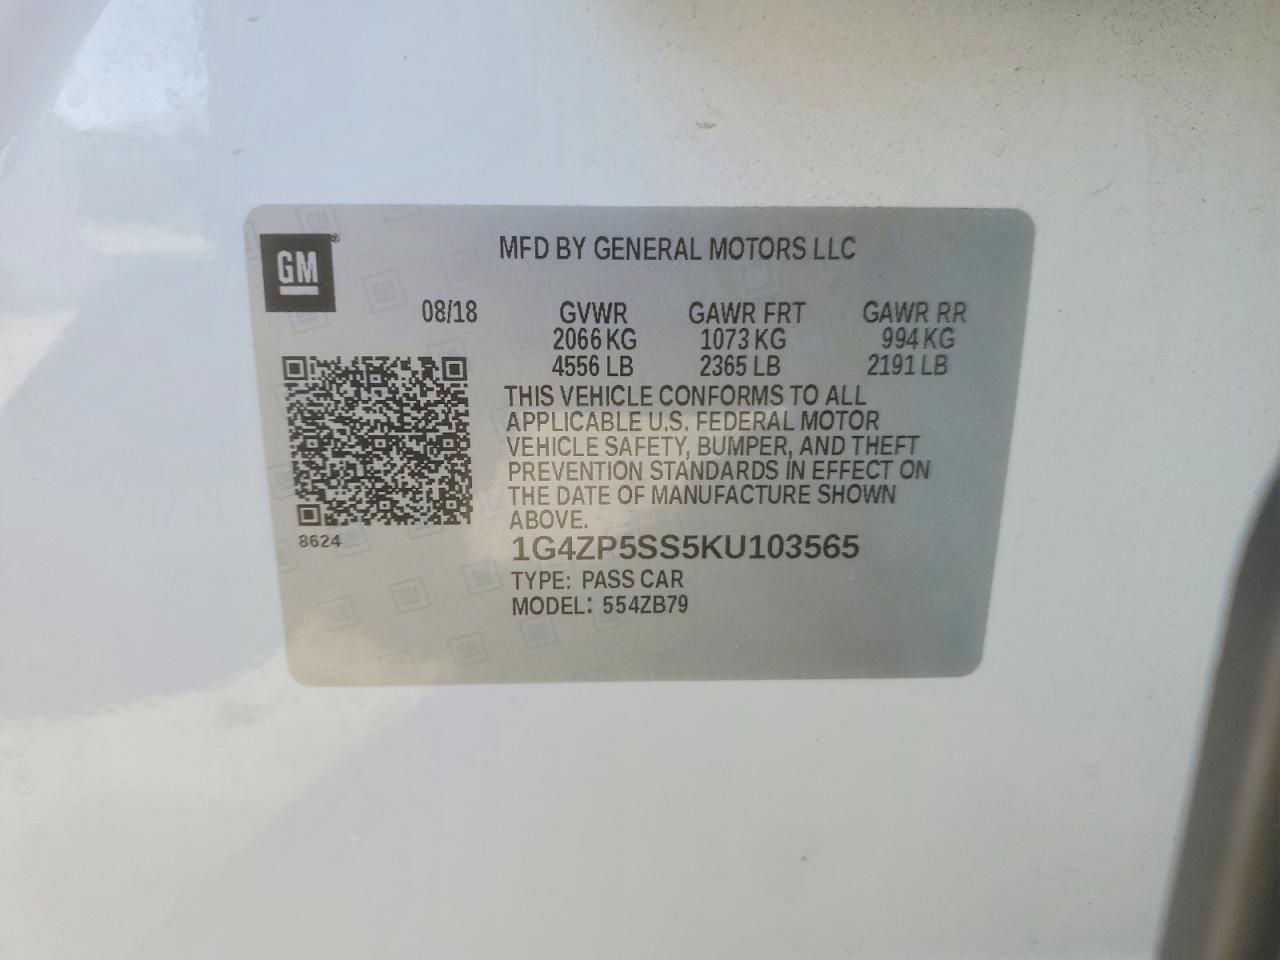 GM
MFD BY GENERAL MOTORS LLC
08/18 GVWR GAWR FRT GAWR RR
2066 KG 1073 KG 994 KG
4556 LB 2365 LB 2191 LB
THIS VEHICLE CONFORMS TO ALL
APPLICABLE U.S. FEDERAL MOTOR
VEHICLE SAFETY, BUMPER, AND THEFT
PREVENTION STANDARDS IN EFFECT ON
THE DATE OF MANUFACTURE SHOWN
ABOVE.
8624
1G4ZP5SS5KU103565
TYPE: PASS CAR
MODEL: 554ZB79